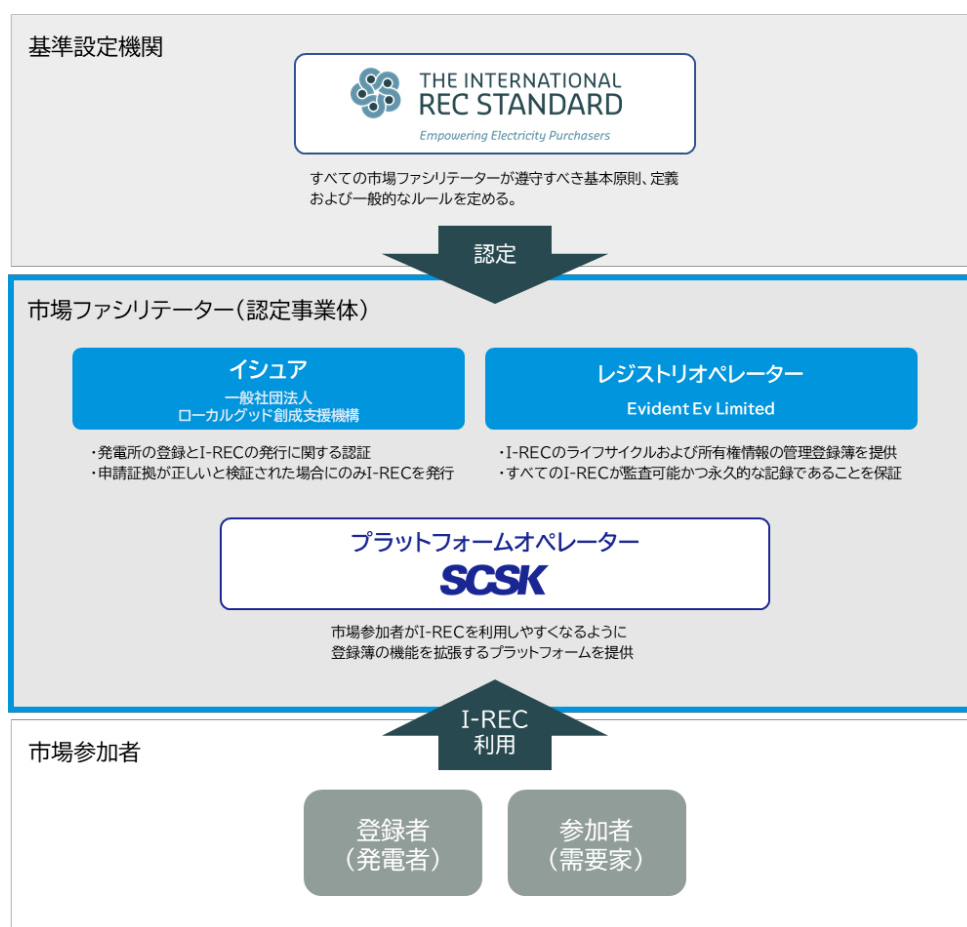 基準設定機関
THE INTERNATIONAL
REC STANDARD
Empowering Electricity Purchasers
すべての市場ファシリテーターが遵守すべき基本原則、定義
および一般的なルールを定める。
認定
市場ファシリテーター(認定事業体)
イシュア
一般社団法人
ローカルグッド創成支援機構
・発電所の登録とI-RECの発行に関する認証
・申請証拠が正しいと検証された場合にのみI-RECを発行
レジストリオペレーター
Evident Ev Limited
・I-RECのライフサイクルおよび所有権情報の管理登録簿を提供
・すべてのI-RECが監査可能かつ永久的な記録であることを保証
プラットフォームオペレーター
SCSK
市場参加者がI-RECを利用しやすくなるように
登録簿の機能を拡張するプラットフォームを提供
I-REC
利用
市場参加者
登録者
(発電者)
参加者
(需要家)